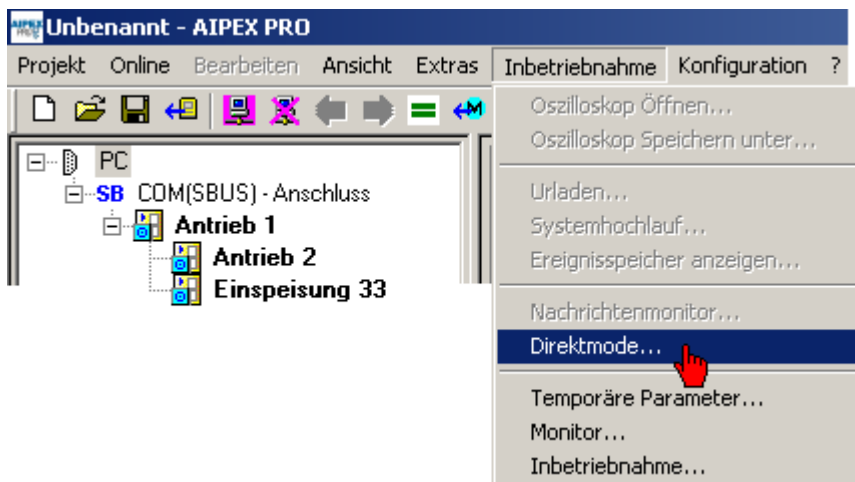 Unbenannt - AIPEX PRO
Projekt Online Bearbeiten Ansicht Extras Inbetriebnahme Konfiguration ?
Oszilloskop Öffnen...
Oszilloskop Speichern unter...
PC
SB COM(SBUS) - Anschluss
Antrieb 1
Antrieb 2
Einspeisung 33
Urladen...
Systemhochlauf...
Ereignisspeicher anzeigen...
Nachrichtenmonitor...
Direktmode...
Temporäre Parameter...
Monitor...
Inbetriebnahme...